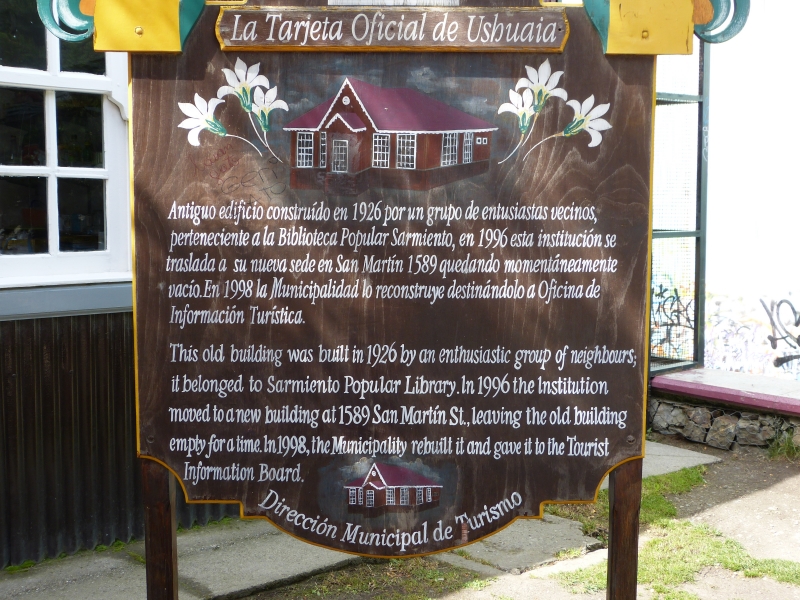 La Tarjeta Oficial de Ushuaia
Antiguo edificio construído en 1926 por un grupo de entusiastas vecinos,
perteneciente a la Biblioteca Popular Sarmiento, en 1996 esta institución se
traslada a su nueva sede en San Martín 1589 quedando momentáneamente
vacío. En 1998 la Municipalidad lo reconstruye destinándolo a Oficina de
Información Turística.
This old building was built in 1926 by an enthusiastic group of neighbours;
it belonged to Sarmiento Popular Library. In 1996 the Institution
moved to a new building at 1589 San Martín St., leaving the old building
empty for a time. In 1998, the Municipality rebuilt it and gave it to the Tourist
Information Board.
Dirección Municipal de Turismo